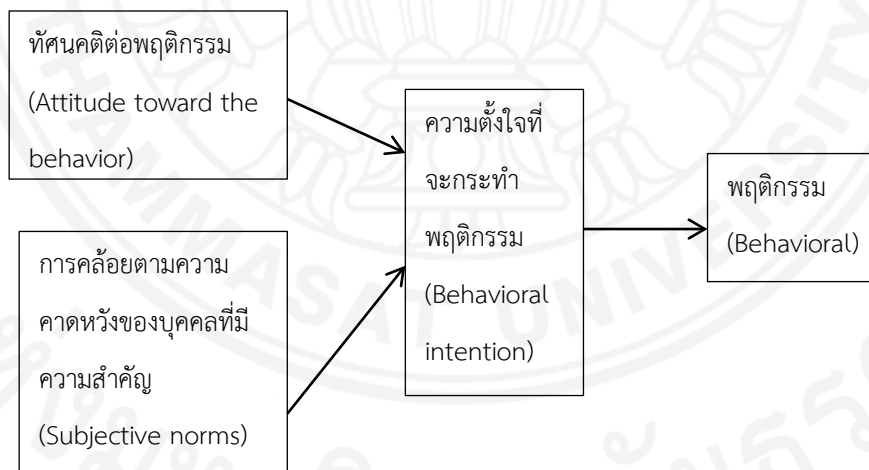 ทัศนคติต่อพฤติกรรม
(Attitude toward the
behavior)
การคล้อยตามความ
คาดหวังของบุคคลที่มี
ความสำคัญ
(Subjective norms)
ความตั้งใจที่
จะกระทำ
พฤติกรรม
(Behavioral
intention)
พฤติกรรม
(Behavioral)
MMASAT UNIVERSITY